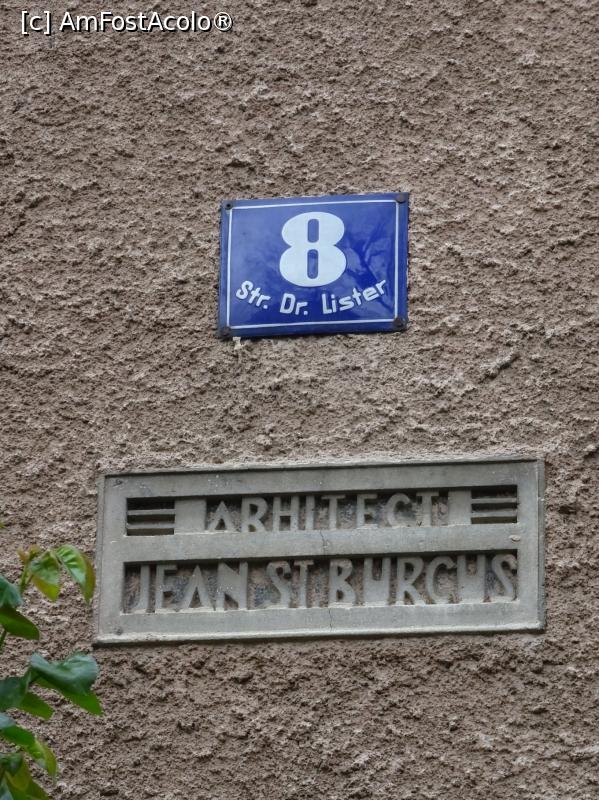 [c] AmFostAcolo®
8
Str. Dr. Lister
ARHITECT
JEAN ST BURCUS